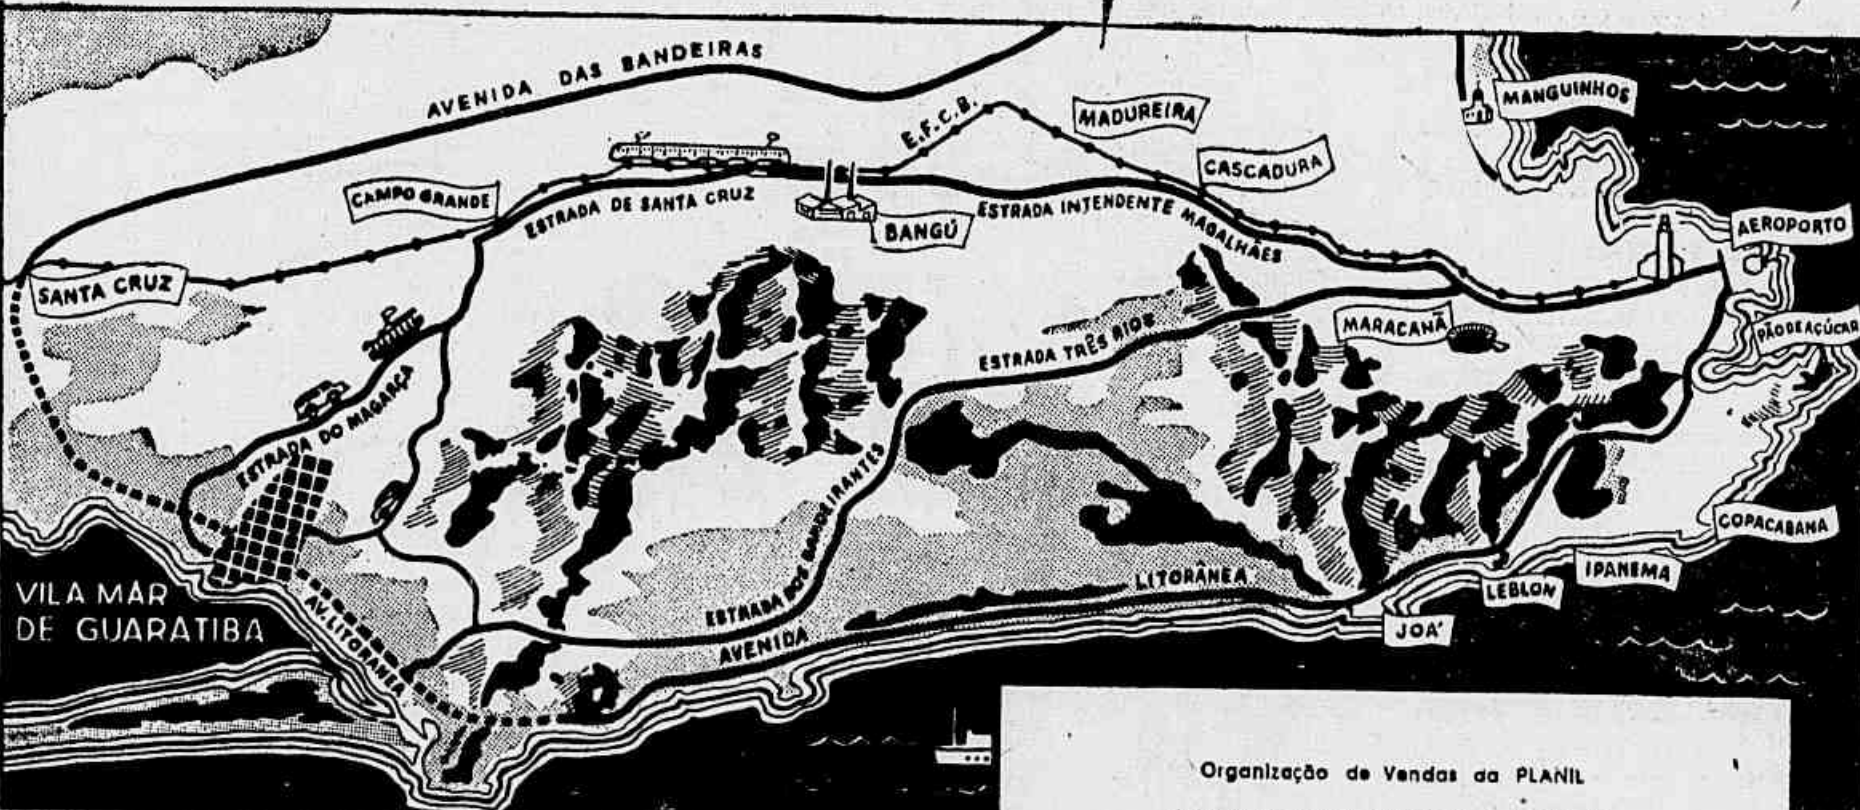 AVENIDA DAS BANDEIRAS
MANGUINHOS
E.F.C.B.
MADUREIRA
CASCADURA
CAMPO GRANDE
ESTRADA DE SANTA CRUZ
BANGÚ
ESTRADA INTENDENTE MAGALHÃES
AEROPORTO
SANTA CRUZ
MARACANÃ
PÃO DE AÇÚCAR
ESTRADA TRÊS RIOS
ESTRADA DO MAGARÇA
ESTRADA DOS BANDEIRANTES
COPACABANA
IPANEMA
LEBLON
JOÁ
VILA MAR
DE GUARATIBA
AV. LITORÂNEA
AVENIDA LITORÂNEA
Organização de Vendas da PLANIL